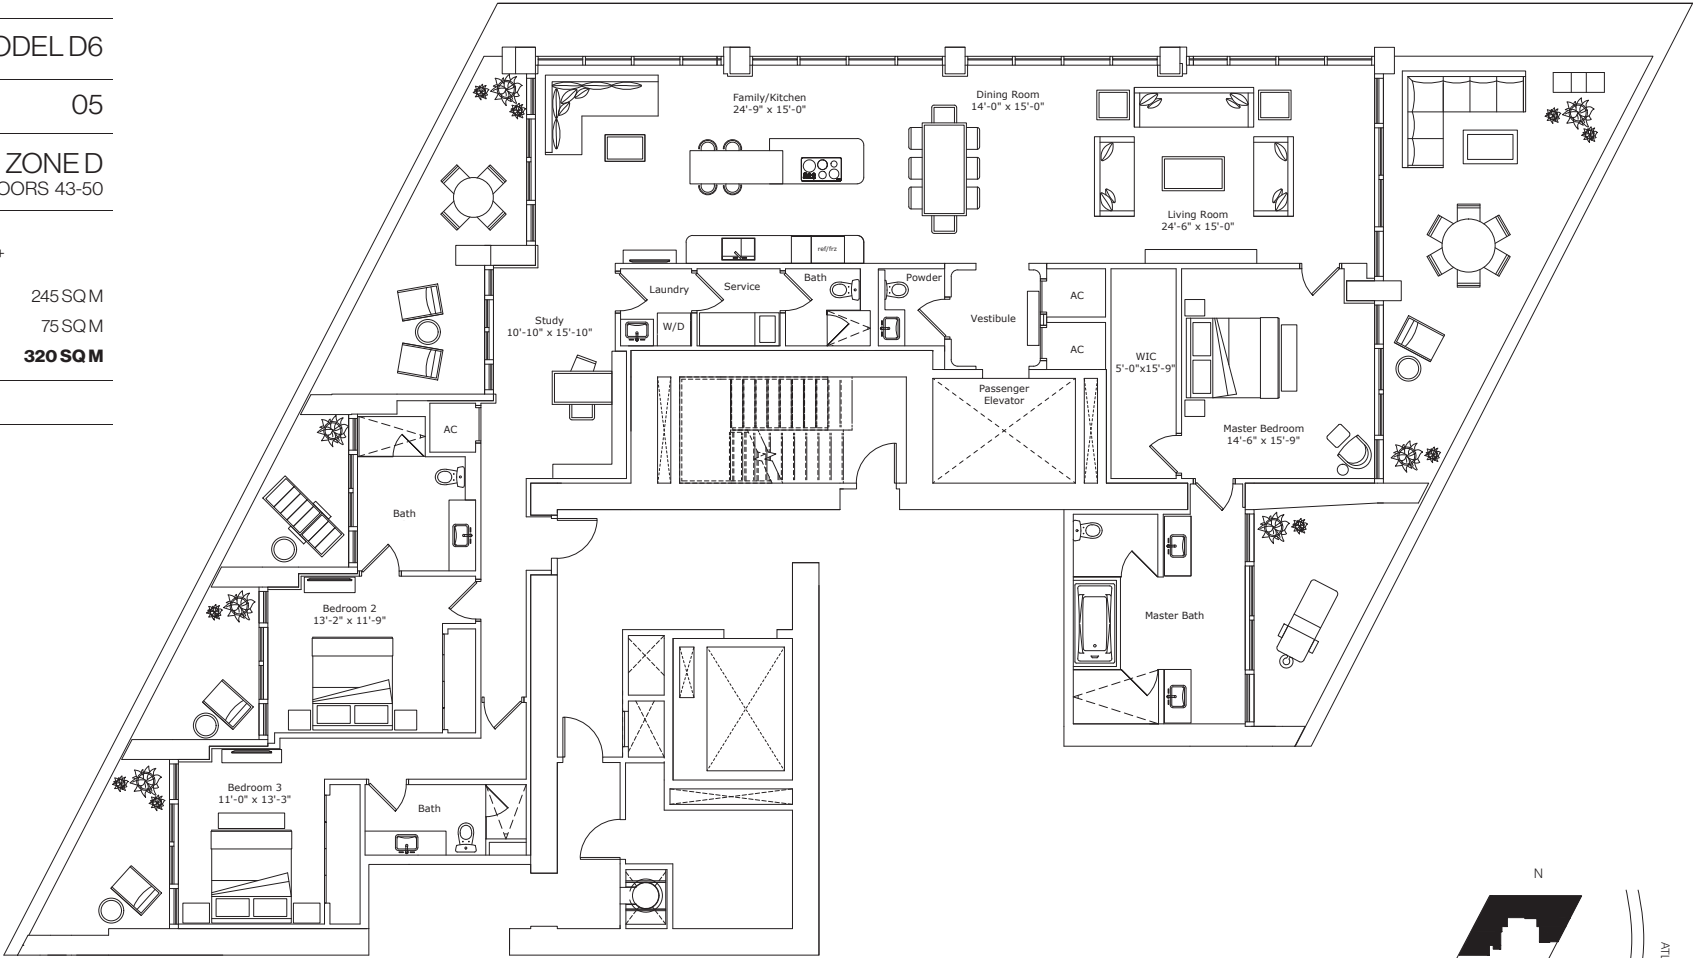 ODEL D6
05
ZONE D
OORS 43-50
+
245 SQ M
75 SQ M
320 SQ M
Family/Kitchen
24'-9" x 15'-0"
Dining Room
14'-0" x 15'-0"
Living Room
24'-6" x 15'-0"
ref/frz
Laundry
Service
Bath
Powder
W/D
Vestibule
AC
AC
Study
10'-10" x 15'-10"
WIC
5'-0"x15'-9"
Passenger
Elevator
Master Bedroom
14'-6" x 15'-9"
AC
Bath
Bedroom 2
13'-2" x 11'-9"
Master Bath
Bedroom 3
11'-0" x 13'-3"
Bath
N
ATL